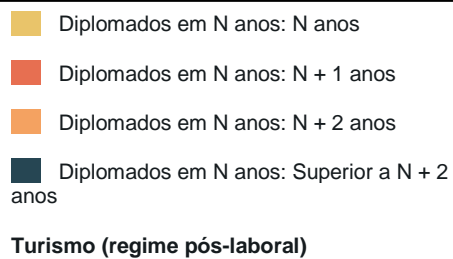 Diplomados em N anos: N anos
Diplomados em N anos: N + 1 anos
Diplomados em N anos: N + 2 anos
Diplomados em N anos: Superior a N + 2
anos
Turismo (regime pós-laboral)